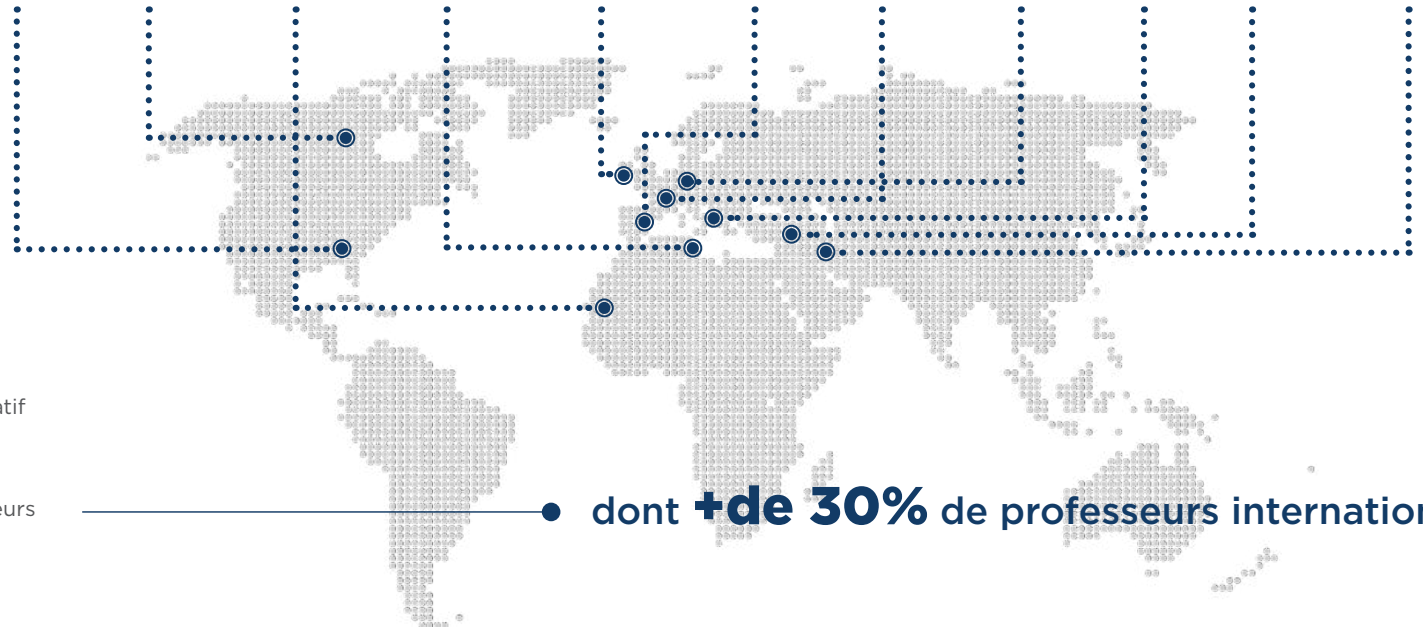 atif
eurs
dont +de 30% de professeurs internation